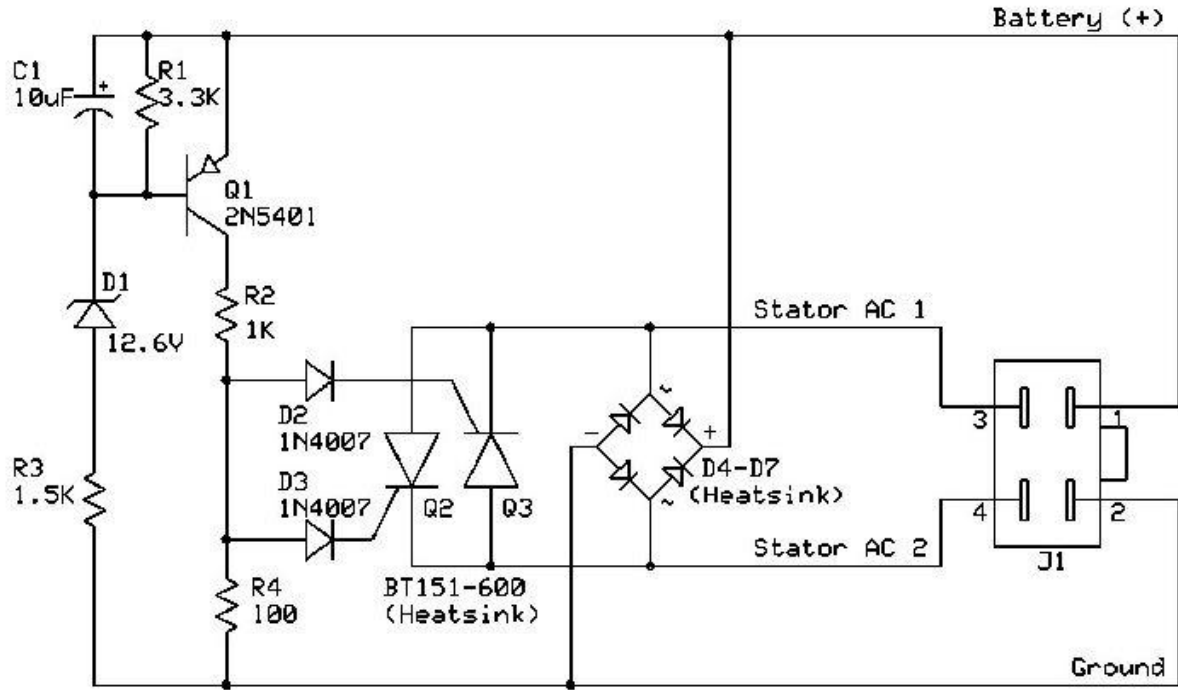 Battery (+)
C1
10uF
+
R1
3.3K
Q1
2N5401
D1
12.6V
R2
1K
Stator AC 1
D2
1N4007
~
-
+
3
1
D4-D7
(Heatsink)
~
R3
1.5K
D3
1N4007
Q2
Q3
4
2
Stator AC 2
J1
R4
100
BT151-600
(Heatsink)
Ground